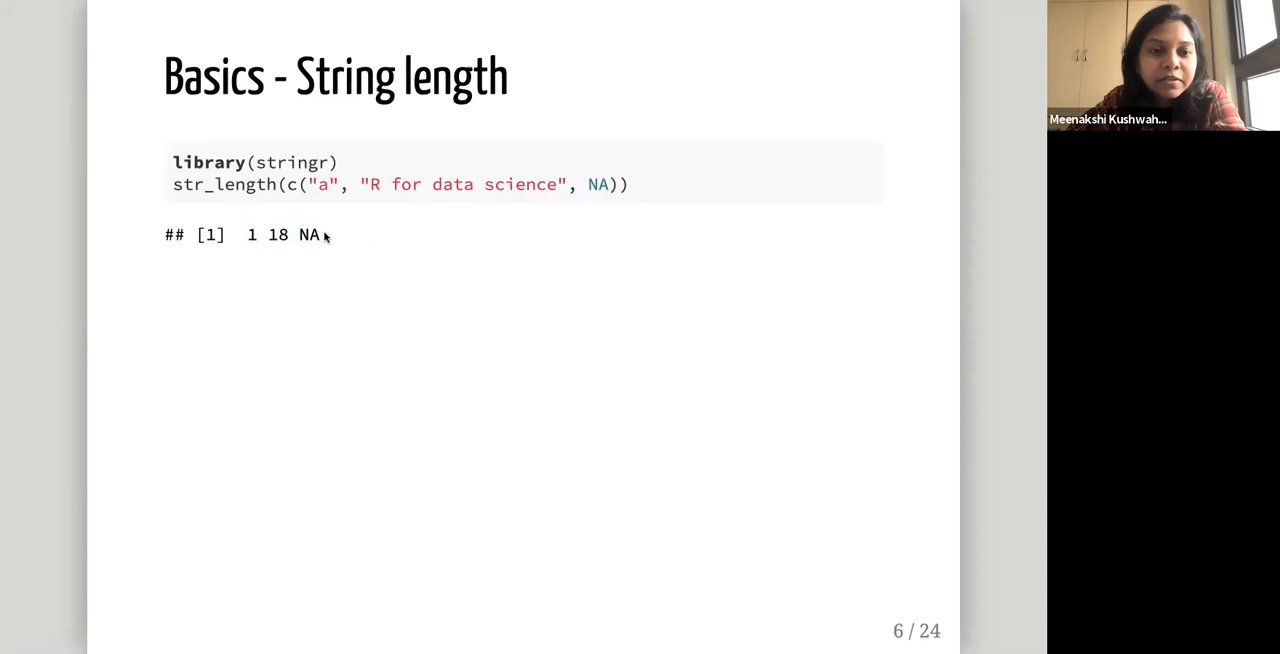 Basics - String length
library(stringr)
str_length(c("a", "R for data science", NA))
## [1]  1 18 NA
6 / 24
Meenakshi Kushwah...